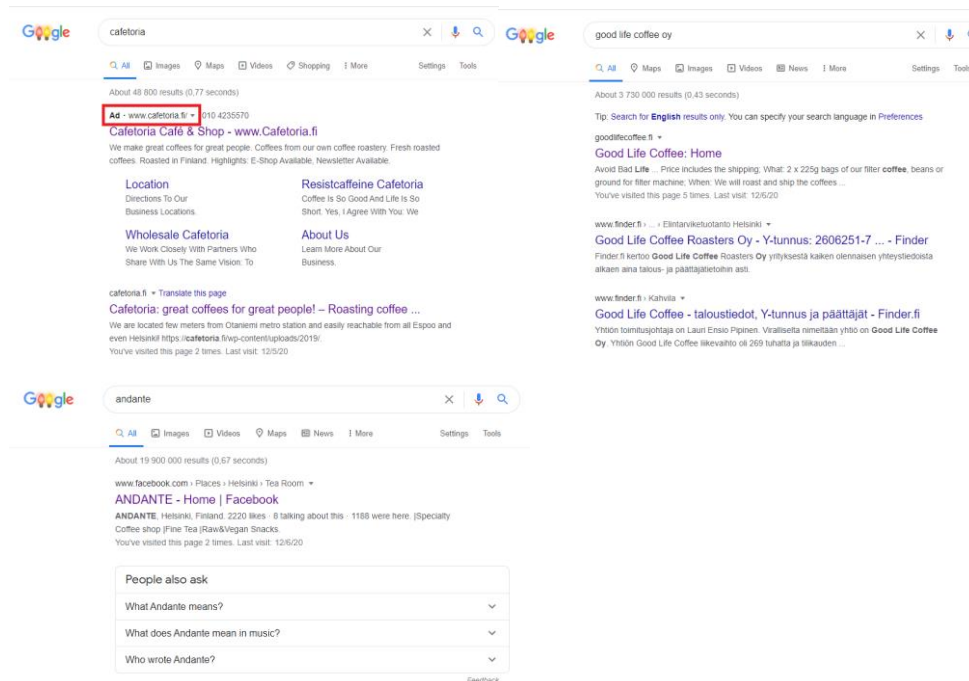 Google
cafetoria
All Images Maps Videos Shopping More Settings Tools
About 48 800 results (0,77 seconds)
Ad · www.cafetoria.fi/ 010 4235570
Cafetoria Café & Shop - www.Cafetoria.fi
We make great coffees for great people. Coffees from our own coffee roastery. Fresh roasted
coffees. Roasted in Finland. Highlights: E-Shop Available, Newsletter Available.
Location
Directions To Our
Business Locations.
Resistcaffeine Cafetoria
Coffee Is So Good And Life Is So
Short. Yes, I Agree With You: We
Wholesale Cafetoria
We Work Closely With Partners Who
Share With Us The Same Vision: To
About Us
Learn More About Our
Business.
cafetoria.fi Translate this page
Cafetoria: great coffees for great people! – Roasting coffee ...
We are located few meters from Otaniemi metro station and easily reachable from all Espoo and
even Helsinki! https://cafetoria.fi/wp-content/uploads/2019/.
You've visited this page 2 times. Last visit: 12/5/20
Google
good life coffee oy
All Maps Images Videos News More Settings Tools
About 3 730 000 results (0,43 seconds)
Tip: Search for English results only. You can specify your search language in Preferences
goodlifecoffee.fi
Good Life Coffee: Home
Avoid Bad Life ... Price includes the shipping; What: 2 x 225g bags of our filter coffee, beans or
ground for filter machine; When: We will roast and ship the coffees ...
You've visited this page 5 times. Last visit: 12/6/20
www.finder.fi › ... › Elintarviketuotanto Helsinki
Good Life Coffee Roasters Oy - Y-tunnus: 2606251-7 ... - Finder
Finder.fi kertoo Good Life Coffee Roasters Oy yrityksestä kaiken olennaisen yhteystiedoista
alkaen aina talous- ja päättäjätietoihin asti.
www.finder.fi › Kahvila
Good Life Coffee - taloustiedot, Y-tunnus ja päättäjät - Finder.fi
Yhtiön toimitusjohtaja on Lauri Ensio Pipinen. Viralliselta nimeltään yhtiö on Good Life Coffee
Oy. Yhtiön Good Life Coffee liikevaihto oli 269 tuhatta ja tilikauden ...
Google
andante
All Images Videos Maps News More Settings Tools
About 19 900 000 results (0,67 seconds)
www.facebook.com › Places › Helsinki › Tea Room
ANDANTE - Home | Facebook
ANDANTE, Helsinki, Finland. 2220 likes · 8 talking about this · 1188 were here. |Specialty
Coffee shop |Fine Tea |Raw&Vegan Snacks.
You've visited this page 2 times. Last visit: 12/6/20
People also ask
What Andante means?
What does Andante mean in music?
Who wrote Andante?
Feedback